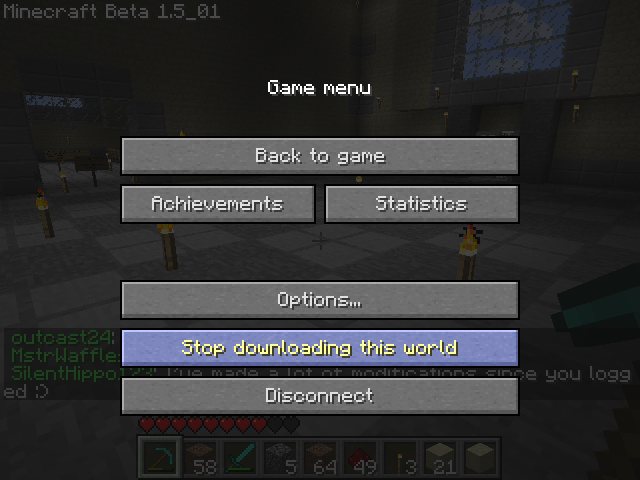 Minecraft Beta 1.5_01
Game menu
Back to game
Achievements
Statistics
Options...
Stop downloading this world
outcast24:
MstrWaffle
SilentHippo123: I've made a lot of modifications since you logg
ed :)
Disconnect
58
5
64
49
3
21